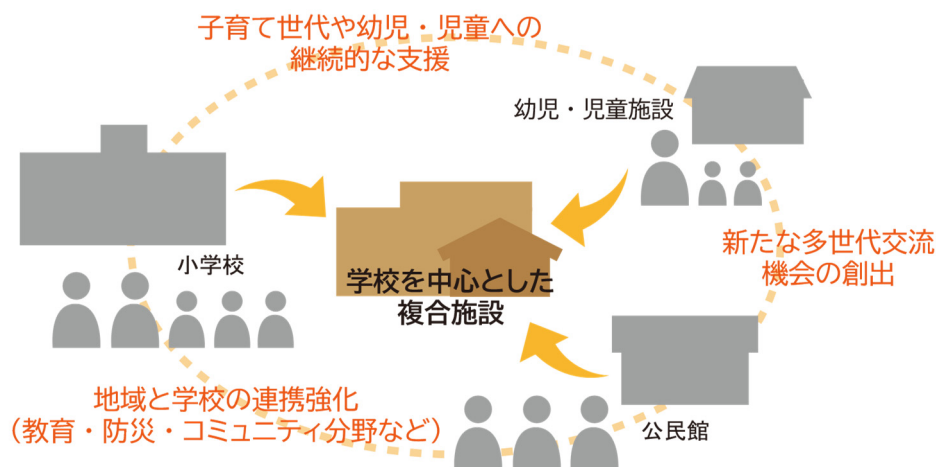 子育て世代や幼児・児童への
継続的な支援
幼児・児童施設
小学校
学校を中心とした
複合施設
新たな多世代交流
機会の創出
地域と学校の連携強化
（教育・防災・コミュニティ分野など）
公民館